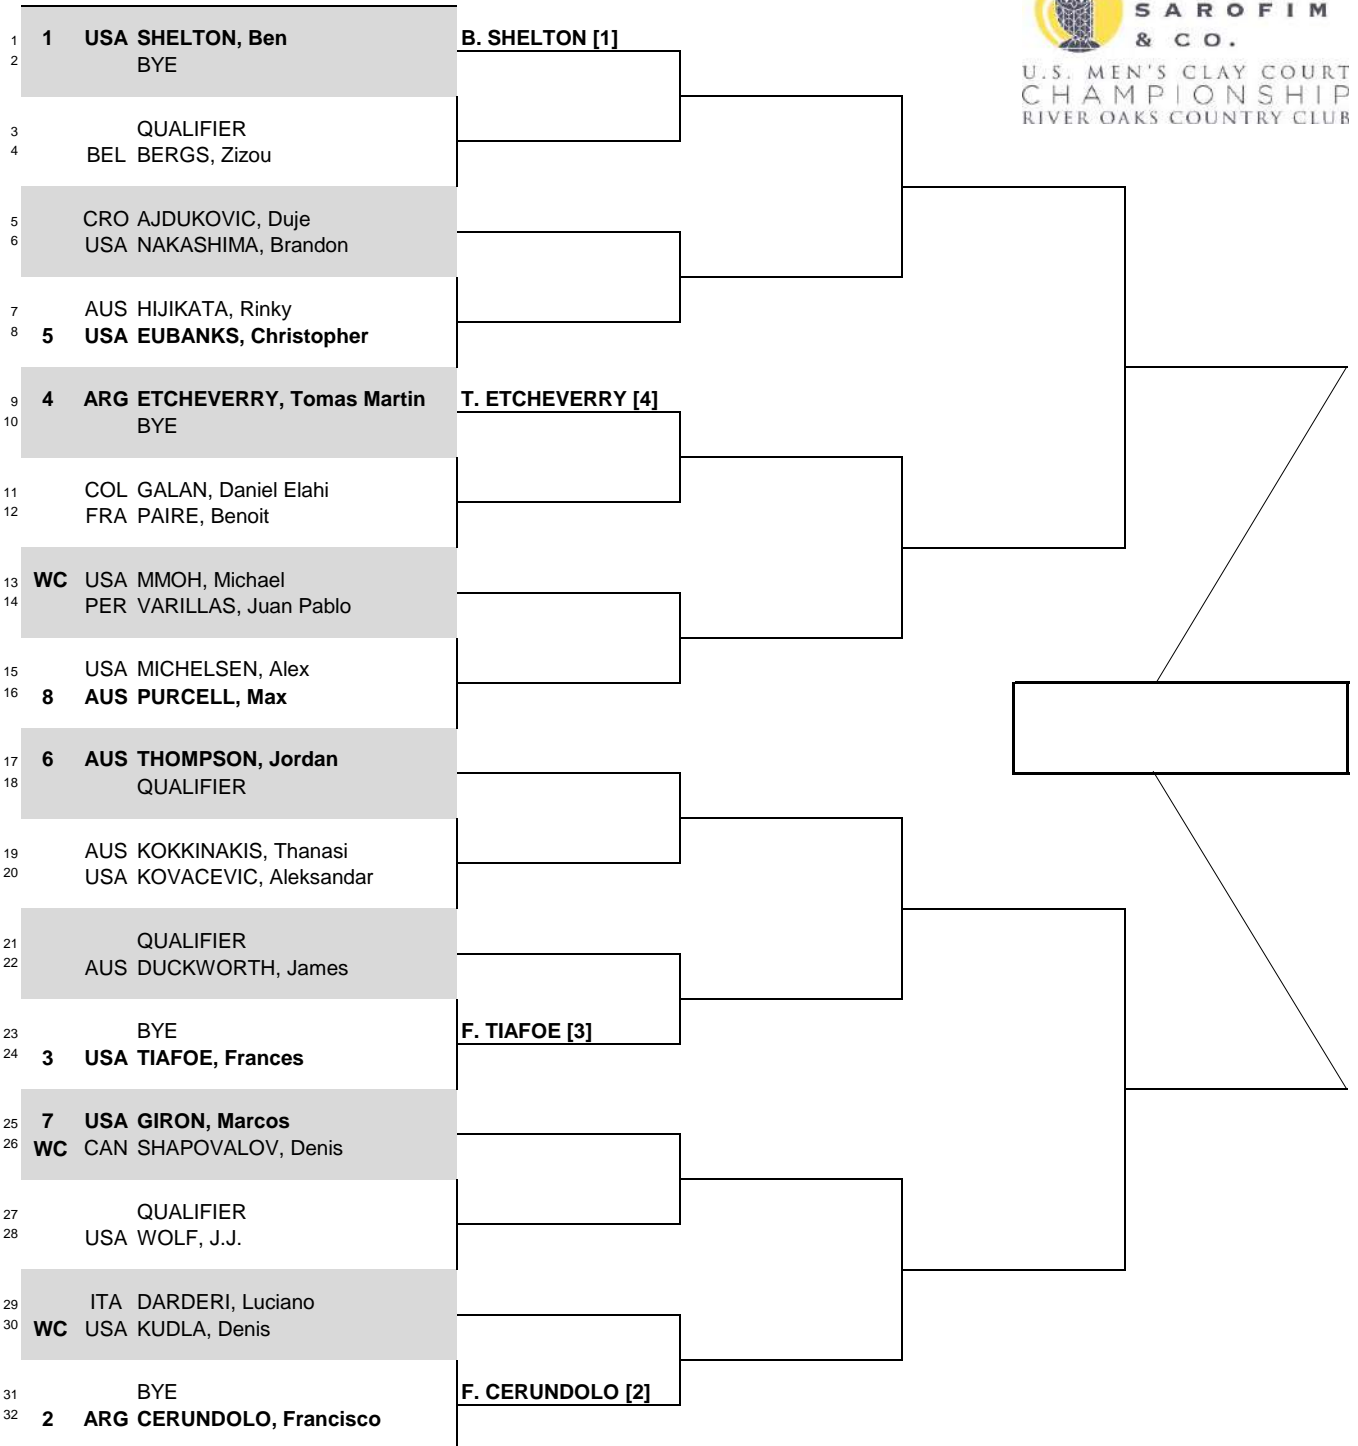 SAROFIM
& CO.
U.S. MEN'S CLAY COURT
CHAMPIONSHIP
RIVER OAKS COUNTRY CLUB
1 1 USA SHELTON, Ben B. SHELTON [1]
2 BYE
3 QUALIFIER
4 BEL BERGS, Zizou
5 CRO AJDUKOVIC, Duje
6 USA NAKASHIMA, Brandon
7 AUS HIJIKATA, Rinky
8 5 USA EUBANKS, Christopher
9 4 ARG ETCHEVERRY, Tomas Martin T. ETCHEVERRY [4]
10 BYE
11 COL GALAN, Daniel Elahi
12 FRA PAIRE, Benoit
13 WC USA MMOH, Michael
14 PER VARILLAS, Juan Pablo
15 USA MICHELSEN, Alex
16 8 AUS PURCELL, Max
17 6 AUS THOMPSON, Jordan
18 QUALIFIER
19 AUS KOKKINAKIS, Thanasi
20 USA KOVACEVIC, Aleksandar
21 QUALIFIER
22 AUS DUCKWORTH, James
23 BYE F. TIAFOE [3]
24 3 USA TIAFOE, Frances
25 7 USA GIRON, Marcos
26 WC CAN SHAPOVALOV, Denis
27 QUALIFIER
28 USA WOLF, J.J.
29 ITA DARDERI, Luciano
30 WC USA KUDLA, Denis
31 BYE F. CERUNDOLO [2]
32 2 ARG CERUNDOLO, Francisco